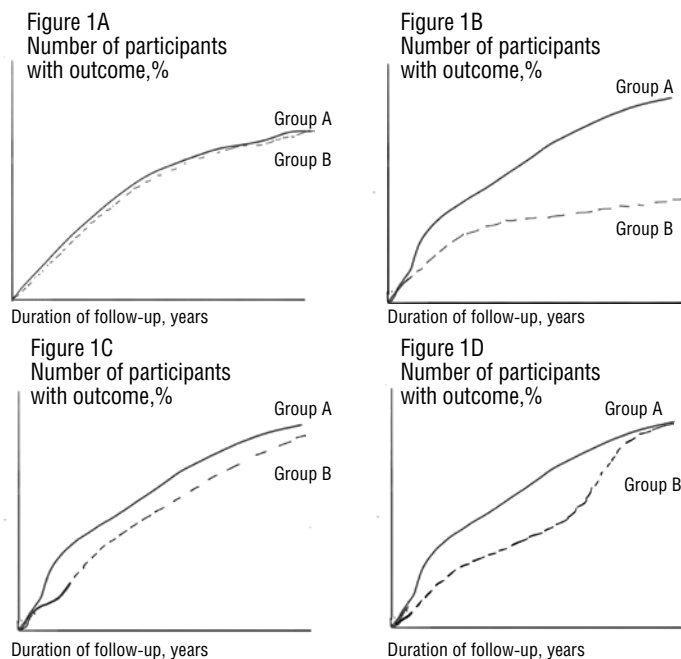 Figure 1A
Number of participants
with outcome,%
Group A
Group B
Duration of follow-up, years
Figure 1B
Number of participants
with outcome,%
Group A
Group B
Duration of follow-up, years
Figure 1C
Number of participants
with outcome,%
Group A
Group B
Duration of follow-up, years
Figure 1D
Number of participants
with outcome,%
Group A
Group B
Duration of follow-up, years